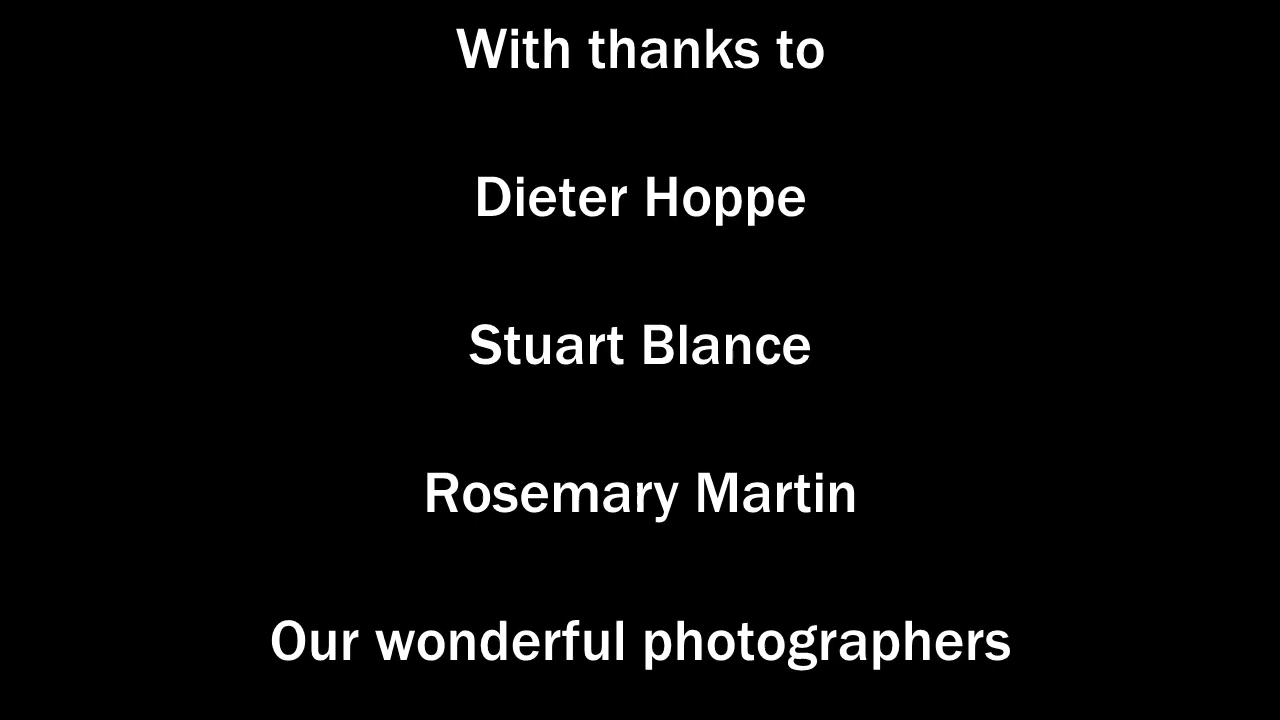 With thanks to
Dieter Hoppe
Stuart Blance
Rosemary Martin
Our wonderful photographers